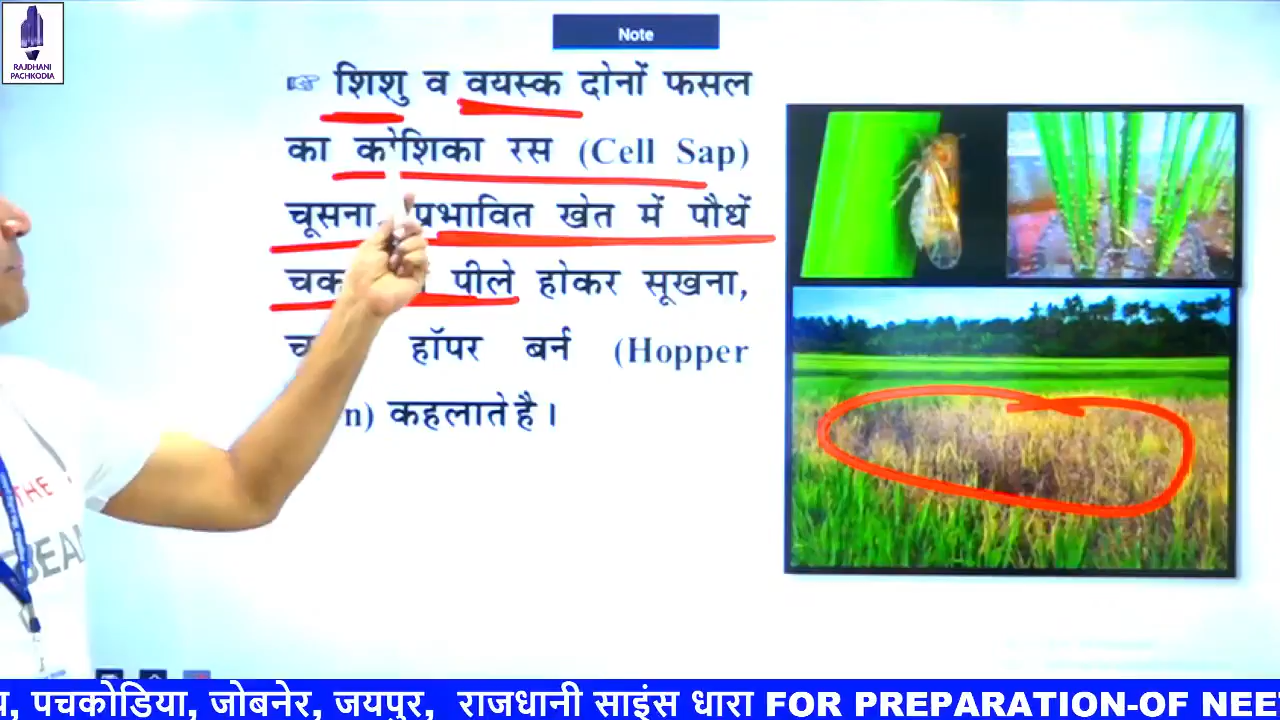 RAJDHANI
PACHKODIA
Note
☞ शिशु व वयस्क दोनों फसल
का कोशिका रस (Cell Sap)
चूसना, प्रभावित खेत में पौधें
पीले होकर सूखना,
हॉपर बर्न (Hopper
कहलाते है।
THE
BEA
पचकोडिया, जोबनेर, जयपुर, राजधानी साइंस धारा FOR PREPARATION-OF NEE